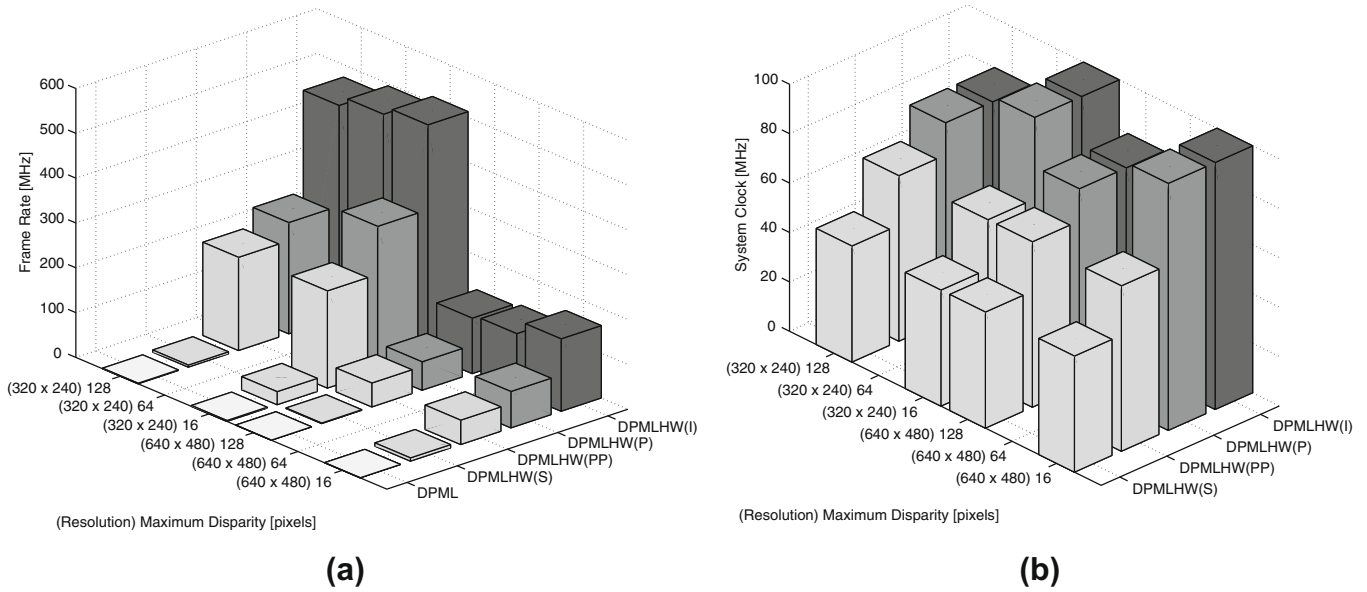 600
500
400
300
200
100
0
Frame Rate [MHz]
(320 x 240) 128
(320 x 240) 64
(320 x 240) 16
(640 x 480) 128
(640 x 480) 64
(640 x 480) 16
DPMLHW(I)
DPMLHW(P)
DPMLHW(PP)
DPMLHW(S)
DPML
(Resolution) Maximum Disparity [pixels]
(a)
100
80
60
40
20
0
System Clock [MHz]
(320 x 240) 128
(320 x 240) 64
(320 x 240) 16
(640 x 480) 128
(640 x 480) 64
(640 x 480) 16
DPMLHW(I)
DPMLHW(P)
DPMLHW(PP)
DPMLHW(S)
(Resolution) Maximum Disparity [pixels]
(b)